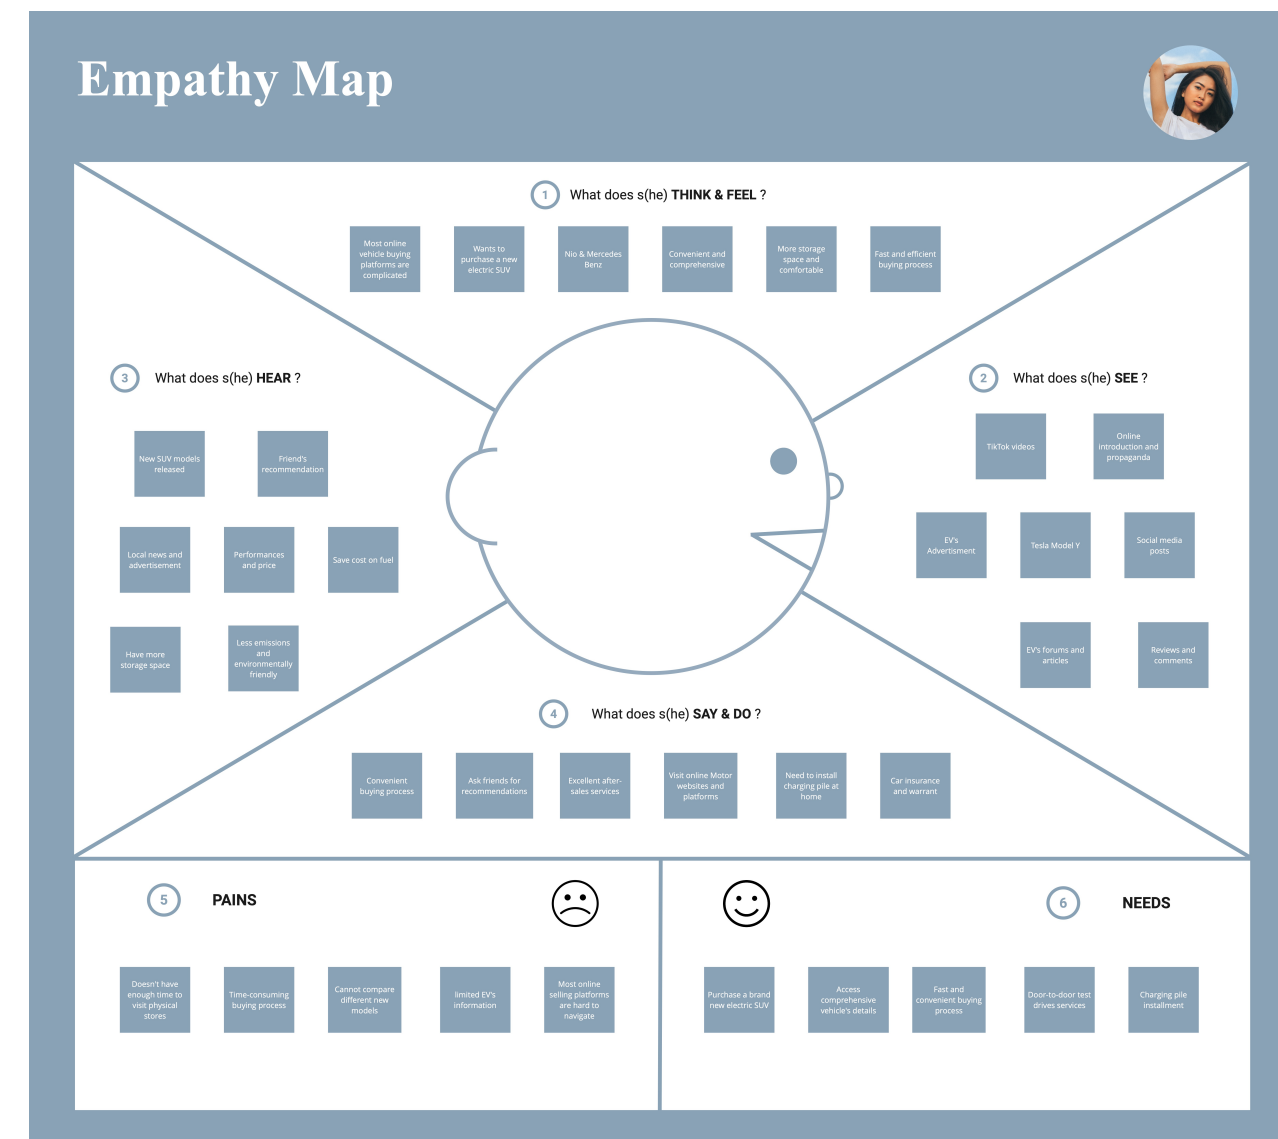 Empathy Map
1
What does s(he) THINK & FEEL ?
Most online
vehicle buying
platforms are
complicated
Wants to
purchase a new
electric SUV
Nio & Mercedes
Benz
Convenient and
comprehensive
More storage
space and
comfortable
Fast and efficient
buying process
3
What does s(he) HEAR ?
New SUV models
released
Friend's
recommendation
Local news and
advertisement
Performances
and price
Save cost on fuel
Have more
storage space
Less emissions
and
environmentally
friendly
2
What does s(he) SEE ?
TikTok videos
Online
introduction and
propaganda
EV's
Advertisment
Tesla Model Y
Social media
posts
EV's forums and
articles
Reviews and
comments
4
What does s(he) SAY & DO ?
Convenient
buying process
Ask friends for
recommendations
Excellent after-
sales services
Visit online Motor
websites and
platforms
Need to install
charging pile at
home
Car insurance
and warrant
5
PAINS
Doesn't have
enough time to
visit physical
stores
Time-consuming
buying process
Cannot compare
different new
models
limited EV's
information
Most online
selling platforms
are hard to
navigate
6
NEEDS
Purchase a brand
new electric SUV
Access
comprehensive
vehicle's details
Fast and
convenient buying
process
Door-to-door test
drives services
Charging pile
installment